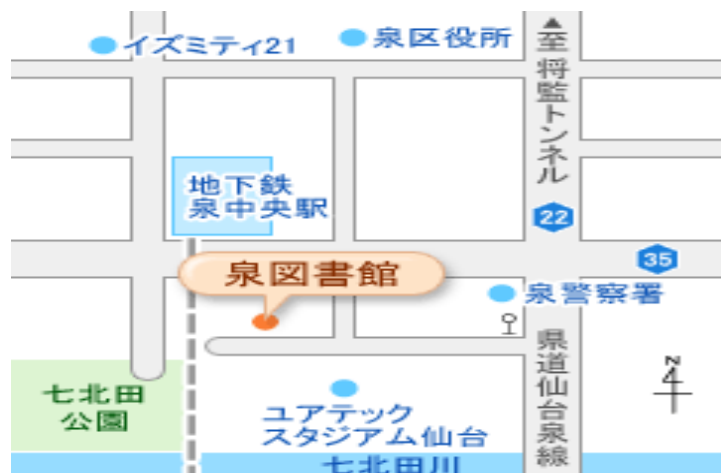 イズミティ21
泉区役所
▲至 将監トンネル
地下鉄
泉中央駅
22
35
泉図書館
泉警察署
県道仙台泉線
N
七北田
公園
ユアテック
スタジアム仙台
七北田川